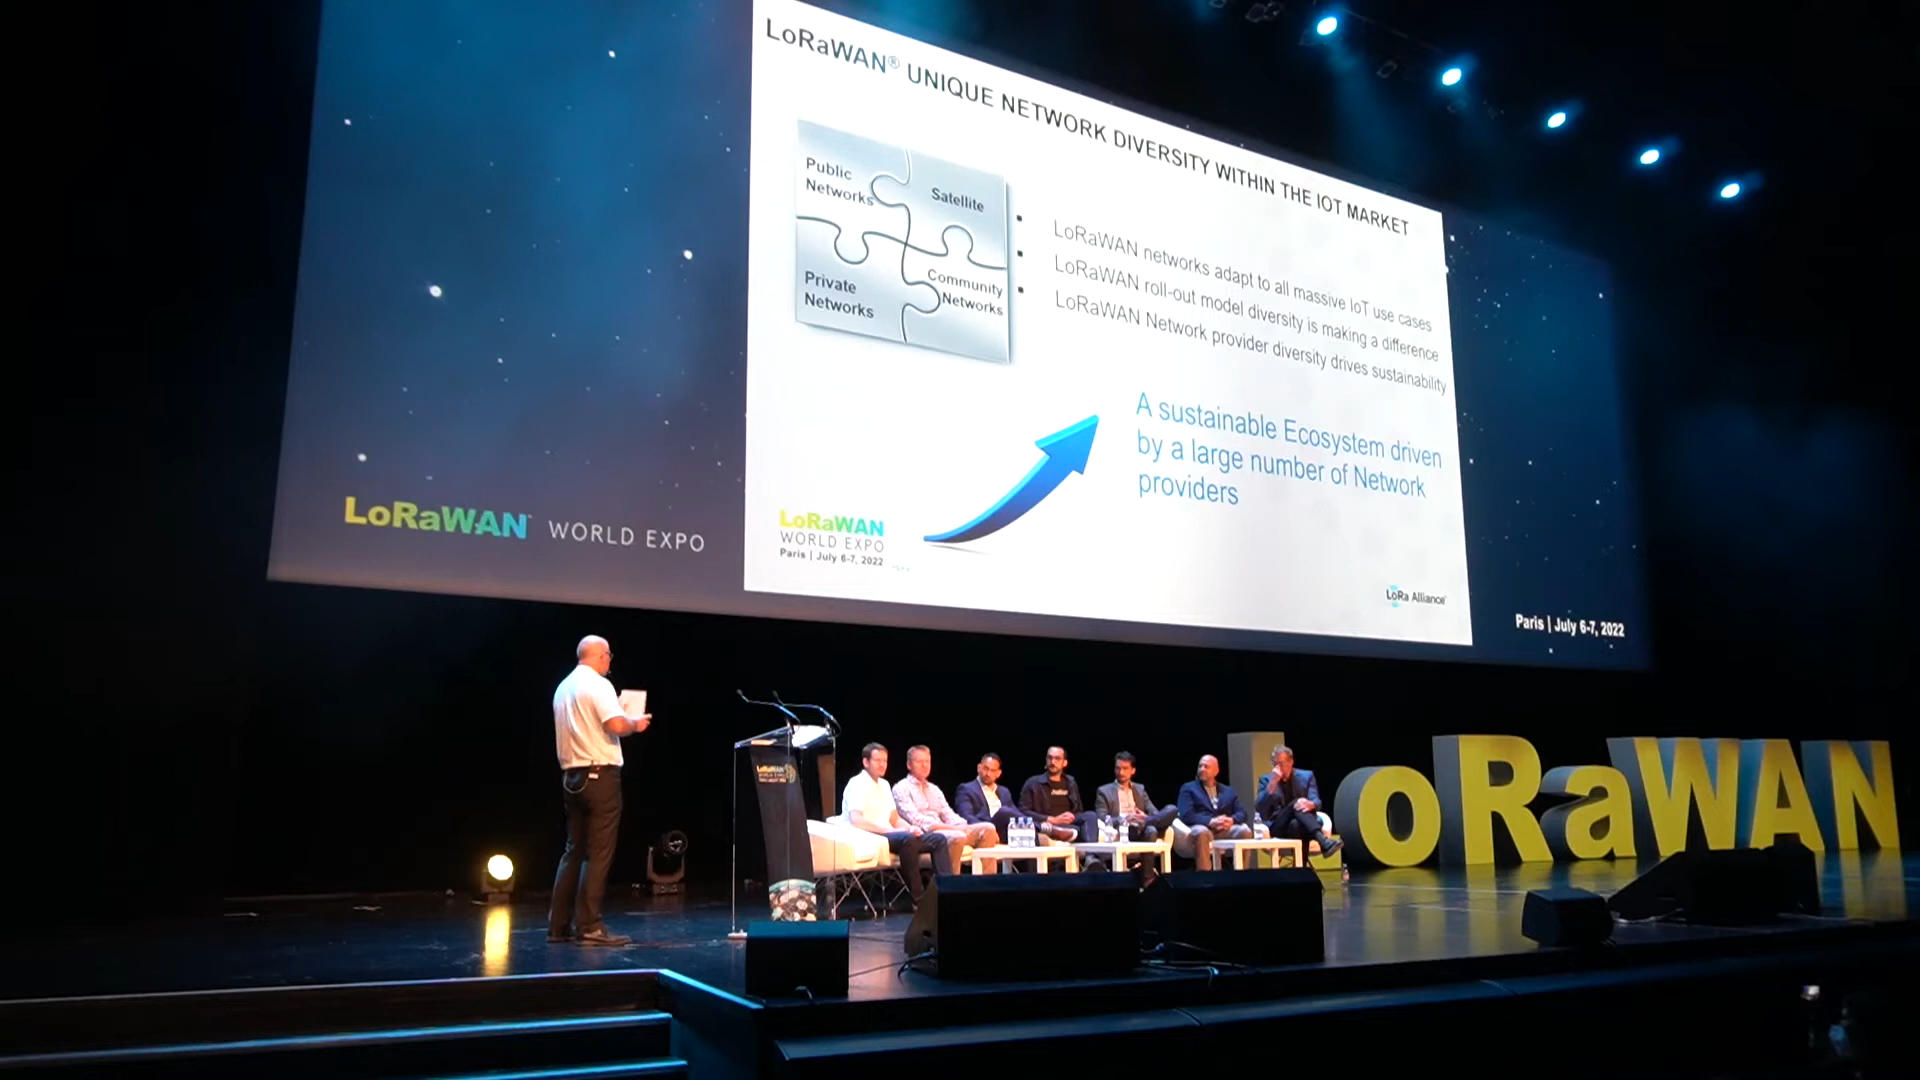 LoRaWAN® UNIQUE NETWORK DIVERSITY WITHIN THE IOT MARKET
Public
Networks
Satellite
Private
Networks
Community
Networks
LoRaWAN networks adapt to all massive IoT use cases
LoRaWAN roll-out model diversity is making a difference
LoRaWAN Network provider diversity drives sustainability
A sustainable Ecosystem driven
by a large number of Network
providers
LoRaWAN
WORLD EXPO
Paris | July 6-7, 2022
LoRa Alliance
LoRaWAN™ WORLD EXPO
Paris | July 6-7, 2022
LoRaWAN
WORLD EXPO
LoRaWAN